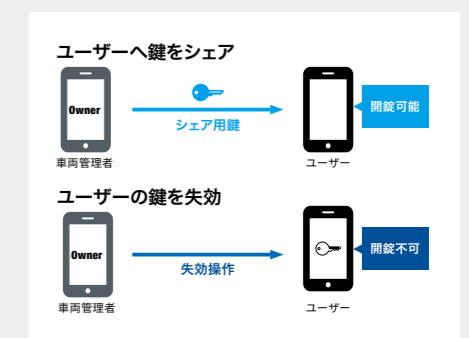 ユーザーへ鍵をシェア
Owner
シェア用鍵
開錠可能
車両管理者
ユーザー
ユーザーの鍵を失効
Owner
失効操作
開錠不可
車両管理者
ユーザー